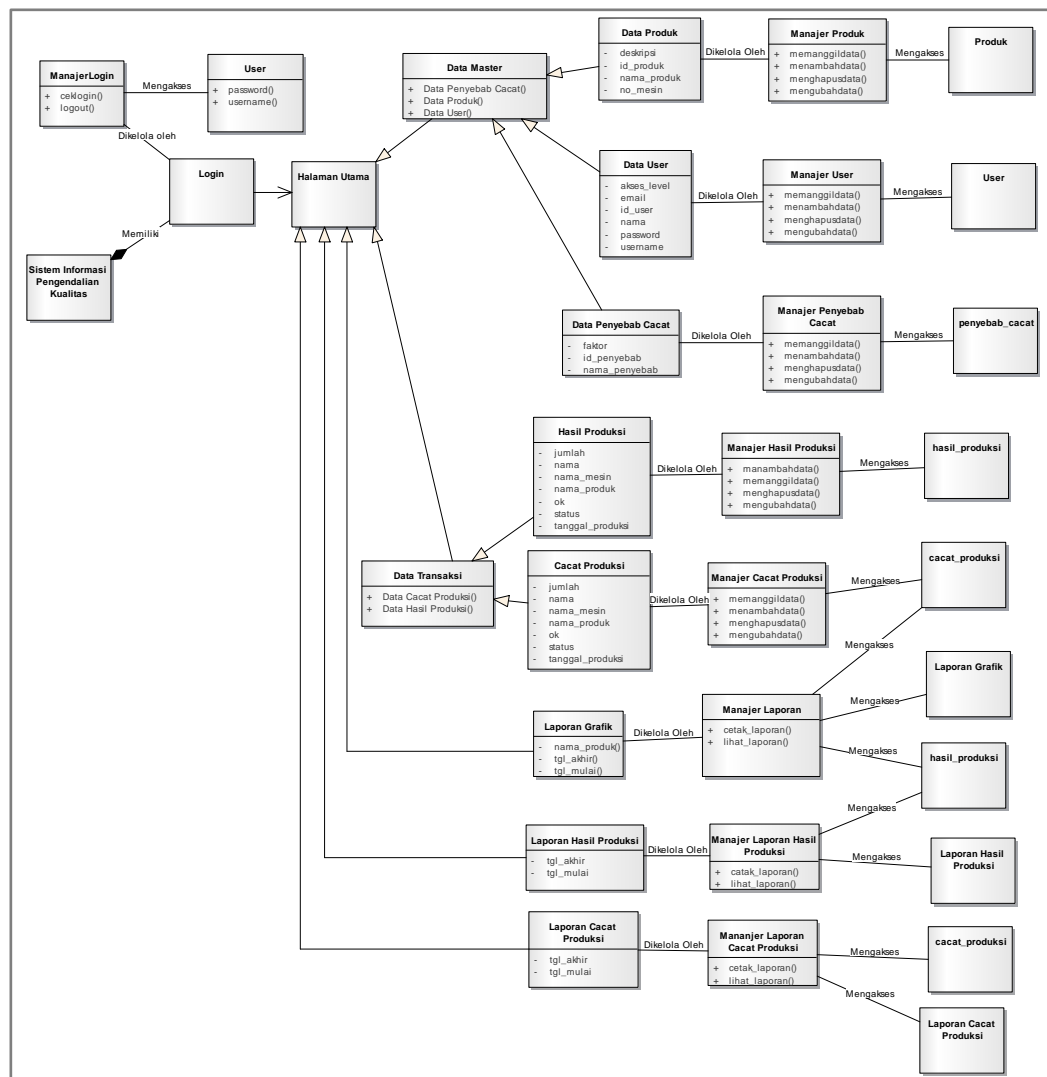 ManajerLogin
+ ceklogin()
+ logout()
Mengakses
User
+ password()
+ username()
Dikelola oleh
Login
Memiliki
Sistem Informasi
Pengendalian
Kualitas
Halaman Utama
Data Master
+ Data Penyebab Cacat()
+ Data Produk()
+ Data User()
Data Produk
- deskripsi
- id_produk
- nama_produk
- no_mesin
Dikelola Oleh
Manajer Produk
+ memanggildata()
+ menambahdata()
+ menghapusdata()
+ mengubahdata()
Mengakses
Produk
Data User
- akses_level
- email
- id_user
- nama
- password
- username
Dikelola Oleh
Manajer User
+ memanggildata()
+ menambahdata()
+ menghapusdata()
+ mengubahdata()
Mengakses
User
Data Penyebab Cacat
- faktor
- id_penyebab
- nama_penyebab
Dikelola Oleh
Manajer Penyebab
Cacat
+ memanggildata()
+ menambahdata()
+ menghapusdata()
+ mengubahdata()
Mengakses
penyebab_cacat
Hasil Produksi
- jumlah
- nama
- nama_mesin
- nama_produk
- ok
- status
- tanggal_produksi
Dikelola Oleh
Manajer Hasil Produksi
+ manambahdata()
+ memanggildata()
+ menghapusdata()
+ mengubahdata()
Mengakses
hasil_produksi
Data Transaksi
+ Data Cacat Produksi()
+ Data Hasil Produksi()
Cacat Produksi
- jumlah
- nama
- nama_mesin
- nama_produk
- ok
- status
- tanggal_produksi
Dikelola Oleh
Manajer Cacat Produksi
+ memanggildata()
+ menambahdata()
+ menghapusdata()
+ mengubahdata()
Mengakses
cacat_produksi
Laporan Grafik
- nama_produk()
- tgl_akhir()
- tgl_mulai()
Dikelola Oleh
Manajer Laporan
+ cetak_laporan()
+ lihat_laporan()
Mengakses
Mengakses
Laporan Grafik
Mengakses
hasil_produksi
Laporan Hasil Produksi
- tgl_akhir
- tgl_mulai
Dikelola Oleh
Manajer Laporan Hasil
Produksi
+ catak_laporan()
+ lihat_laporan()
Mengakses
Mengakses
Laporan Hasil
Produksi
Laporan Cacat
Produksi
- tgl_akhir
- tgl_mulai
Dikelola Oleh
Mananjer Laporan
Cacat Produksi
+ cetak_laporan()
+ lihat_laporan()
Mengakses
cacat_produksi
Mengakses
Laporan Cacat
Produksi